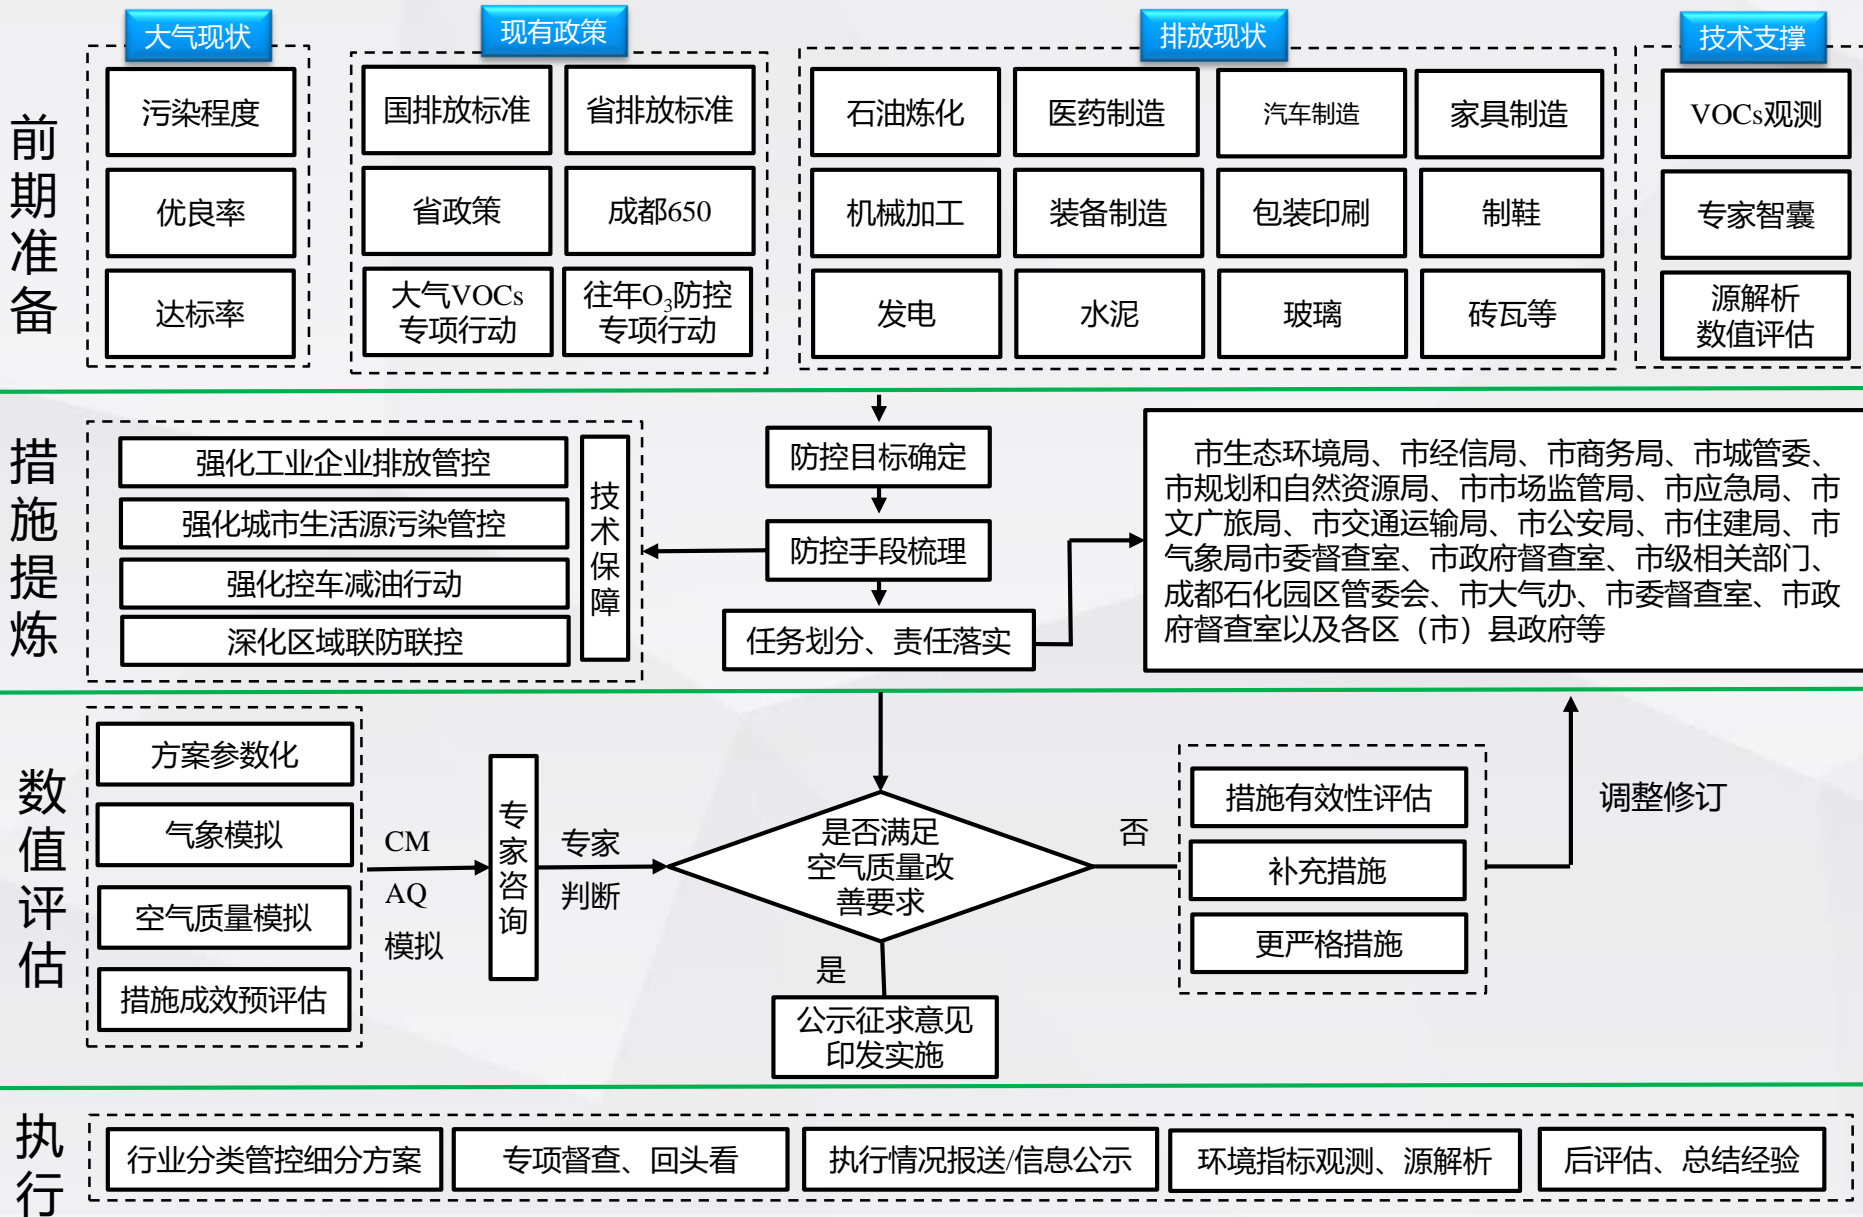 前期准备
大气现状
污染程度
优良率
达标率
现有政策
国排放标准
省排放标准
省政策
成都650
大气VOCs
专项行动
往年O₃防控
专项行动
排放现状
石油炼化
医药制造
汽车制造
家具制造
机械加工
装备制造
包装印刷
制鞋
发电
水泥
玻璃
砖瓦等
技术支撑
VOCs观测
专家智囊
源解析
数值评估
措施提炼
强化工业企业排放管控
强化城市生活源污染管控
强化控车减油行动
深化区域联防联控
技术保障
防控目标确定
防控手段梳理
任务划分、责任落实
市生态环境局、市经信局、市商务局、市城管委、
市规划和自然资源局、市市场监管局、市应急局、市
文广旅局、市交通运输局、市公安局、市住建局、市
气象局市委督查室、市政府督查室、市级相关部门、
成都石化园区管委会、市大气办、市委督查室、市政
府督查室以及各区（市）县政府等
数值评估
方案参数化
气象模拟
空气质量模拟
措施成效预评估
CM
AQ
模拟
专家咨询
专家
判断
是否满足
空气质量改
善要求
否
是
公示征求意见
印发实施
措施有效性评估
补充措施
更严格措施
调整修订
执行
行业分类管控细分方案
专项督查、回头看
执行情况报送/信息公示
环境指标观测、源解析
后评估、总结经验